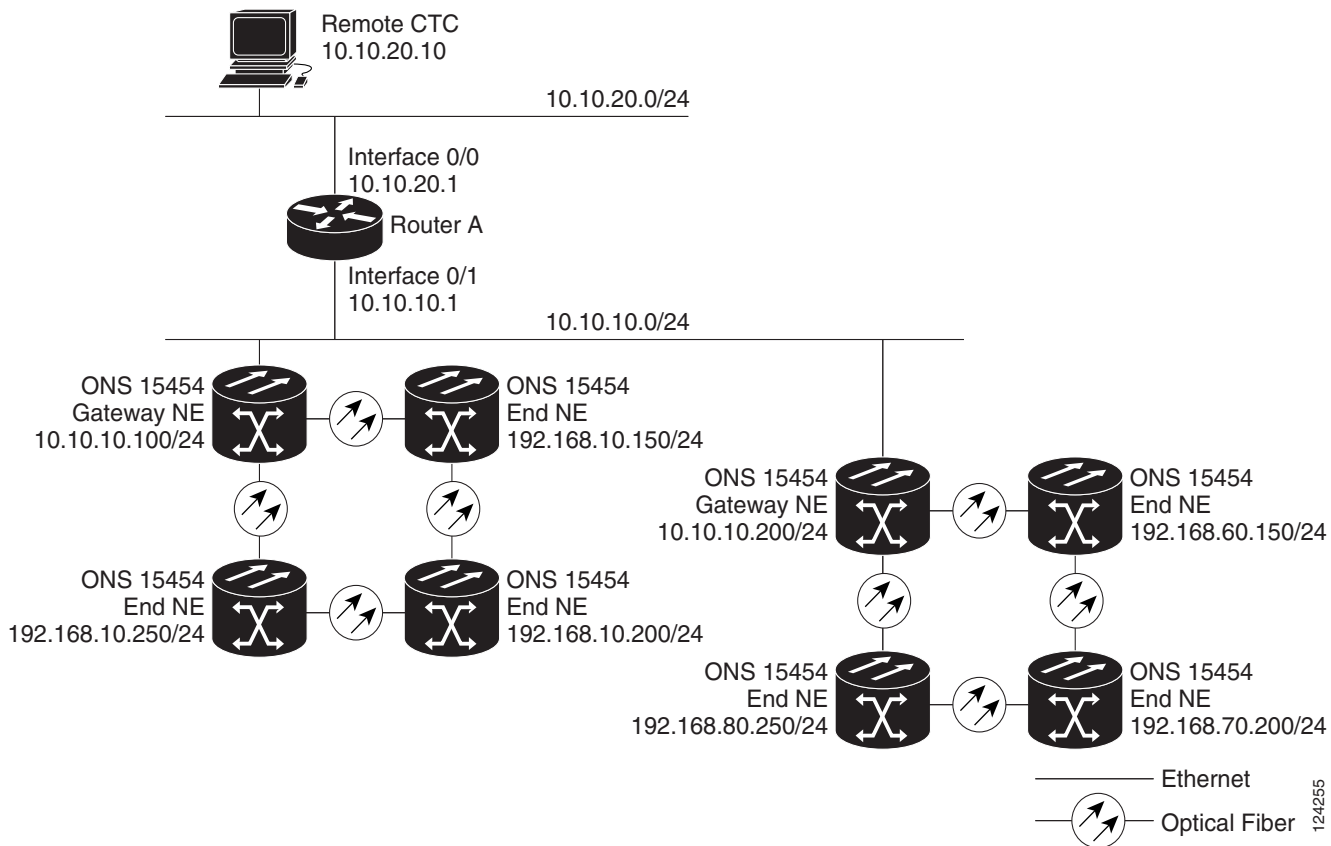 Remote CTC
10.10.20.10
10.10.20.0/24
Interface 0/0
10.10.20.1
Router A
Interface 0/1
10.10.10.1
10.10.10.0/24
ONS 15454
Gateway NE
10.10.10.100/24
ONS 15454
End NE
192.168.10.150/24
ONS 15454
Gateway NE
10.10.10.200/24
ONS 15454
End NE
192.168.60.150/24
ONS 15454
End NE
192.168.10.250/24
ONS 15454
End NE
192.168.10.200/24
ONS 15454
End NE
192.168.80.250/24
ONS 15454
End NE
192.168.70.200/24
Ethernet
Optical Fiber
124255